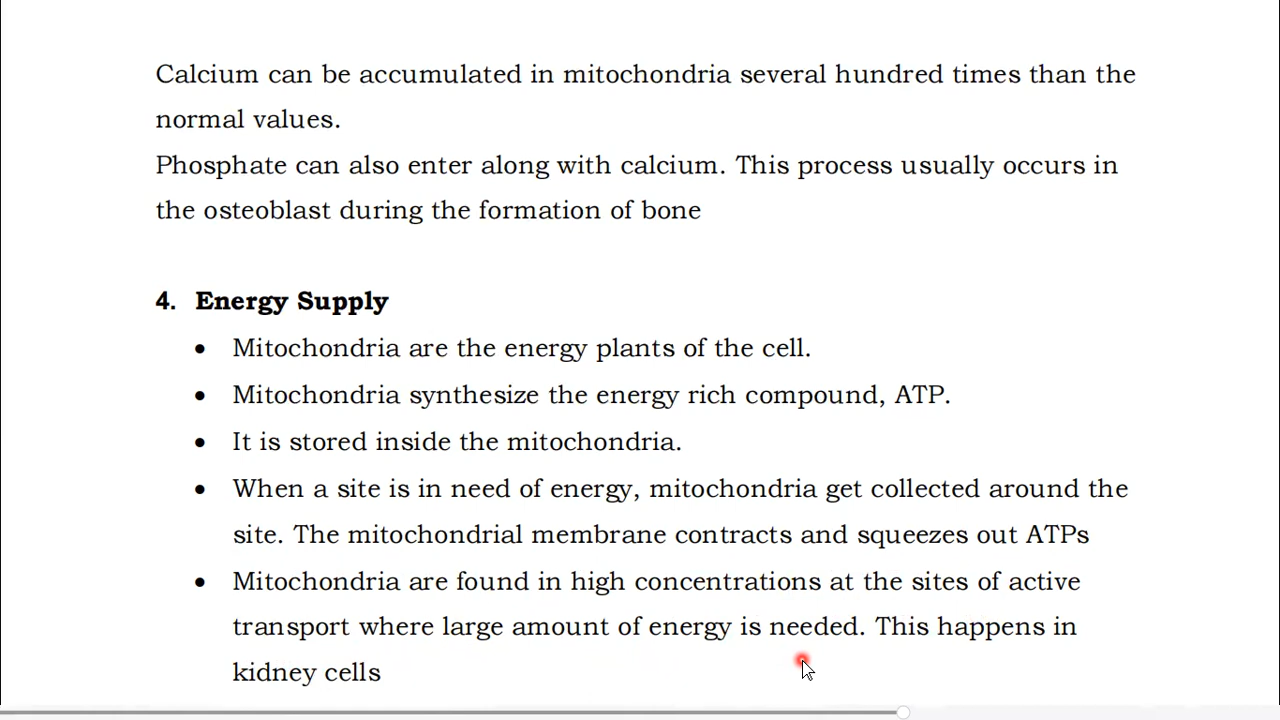 Calcium can be accumulated in mitochondria several hundred times than the
normal values.
Phosphate can also enter along with calcium. This process usually occurs in
the osteoblast during the formation of bone
4. Energy Supply
• Mitochondria are the energy plants of the cell.
• Mitochondria synthesize the energy rich compound, ATP.
• It is stored inside the mitochondria.
• When a site is in need of energy, mitochondria get collected around the
site. The mitochondrial membrane contracts and squeezes out ATPs
• Mitochondria are found in high concentrations at the sites of active
transport where large amount of energy is needed. This happens in
kidney cells